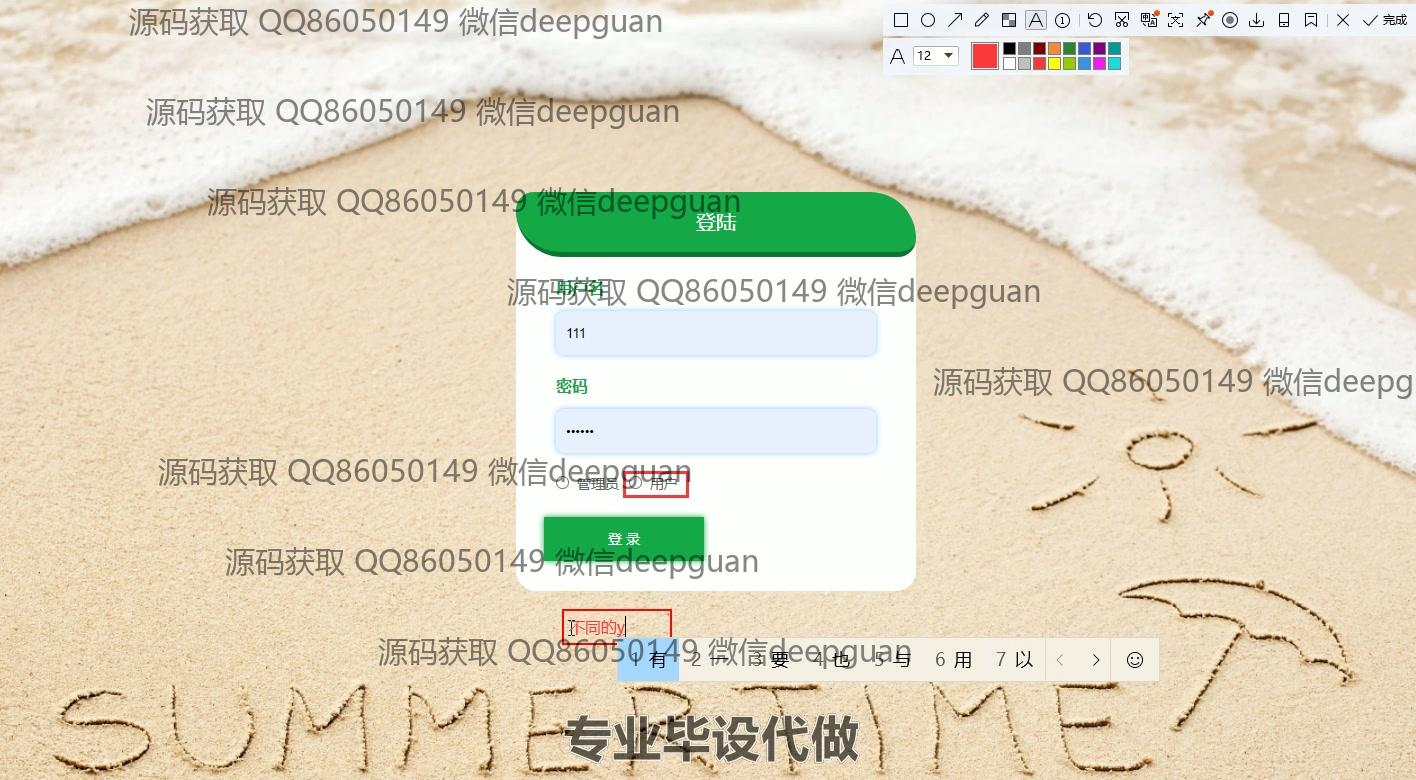 源码获取 QQ86050149 微信deepguan
完成
12
源码获取 QQ86050149 微信deepguan
源码获取 QQ86050149 微信deepguan
登陆
用户名
源码获取 QQ86050149 微信deepguan
111
源码获取 QQ86050149 微信deepg
密码
••••••
源码获取 QQ86050149 微信deepguan
管理员 用户
登录
源码获取 QQ86050149 微信deepguan
不同的y
源码获取 QQ86050149 微信deepguan
1 有 2 一 3 要 4 也 5 与 6 用 7 以
SUMMERTIME
专业毕设代做